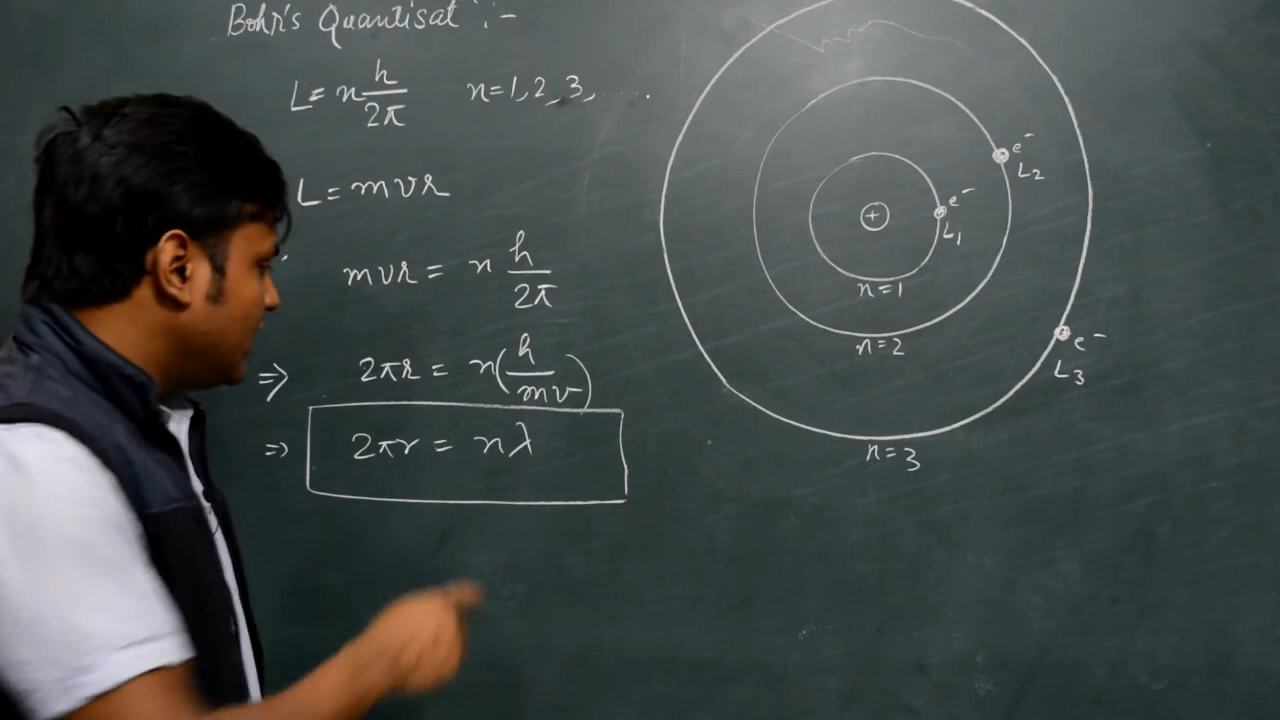 Bohr's Quantisat :-
L = n h/2π n=1,2,3,....
L = mvr
mvr = n h/2π
⇒ 2πr = n(h/mv)
⇒ 2πr = nλ
+
e⁻
L₁
n=1
e⁻
L₂
n=2
e⁻
L₃
n=3